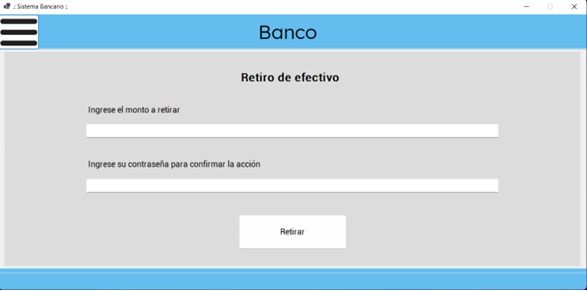 .: Sistema Bancario :.
Banco
Retiro de efectivo
Ingrese el monto a retirar
Ingrese su contraseña para confirmar la acción
Retirar